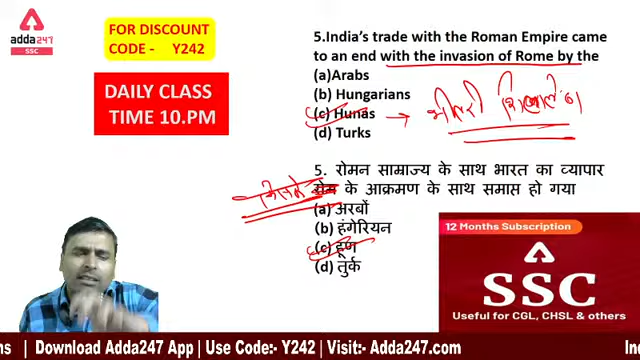 adda247
SSC
FOR DISCOUNT
CODE - Y242
DAILY CLASS
TIME 10.PM
5.India's trade with the Roman Empire came
to an end with the invasion of Rome by the
(a)Arabs
(b) Hungarians
(c) Hunas
(d) Turks
भीतरी शिलालेख
5. रोमन साम्राज्य के साथ भारत का व्यापार
रोम के आक्रमण के साथ समाप्त हो गया
(a) अरबों
(b) हंगेरियन
(c) हूण
(d) तुर्क
12 Months Subscription
SSC
Useful for CGL, CHSL & others
ns | Download Adda247 App | Use Code:- Y242 | Visit:- Adda247.com
In